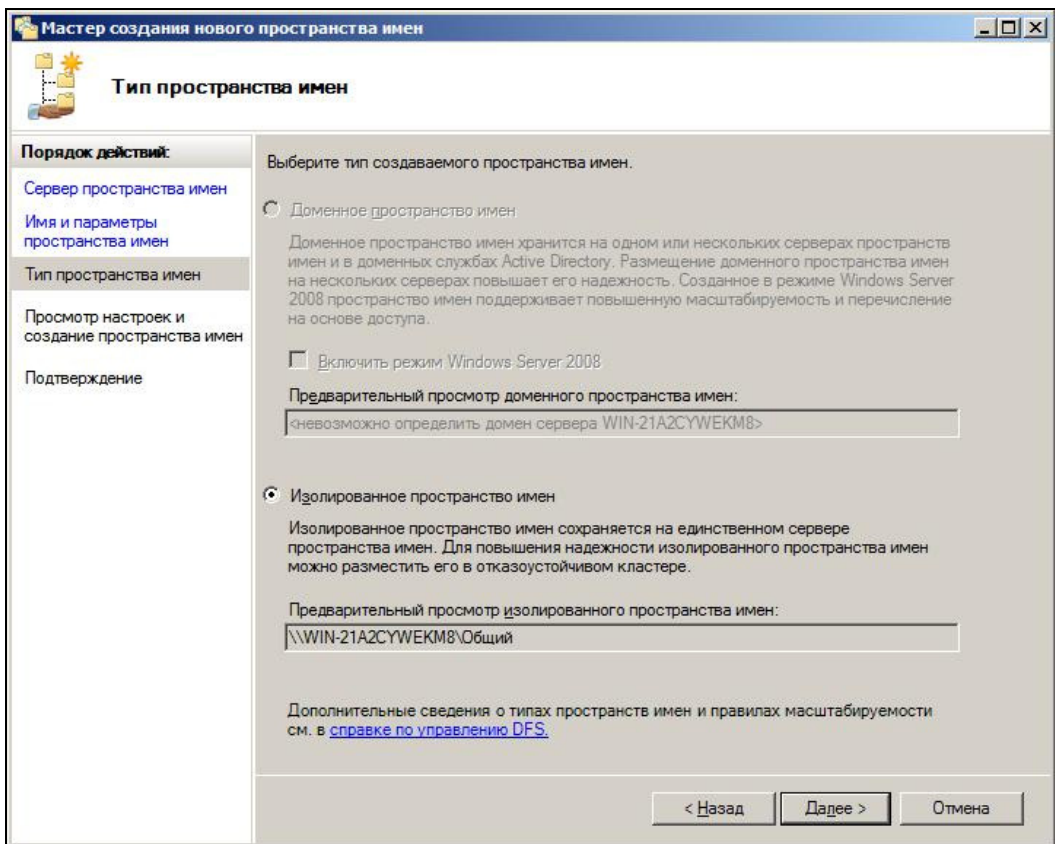 Мастер создания нового пространства имен
Тип пространства имен
Порядок действий:
Сервер пространства имен
Имя и параметры
пространства имен
Тип пространства имен
Просмотр настроек и
создание пространства имен
Подтверждение
Выберите тип создаваемого пространства имен.
Доменное пространство имен
Доменное пространство имен хранится на одном или нескольких серверах пространств
имен и в доменных службах Active Directory. Размещение доменного пространства имен
на нескольких серверах повышает его надежность. Созданное в режиме Windows Server
2008 пространство имен поддерживает повышенную масштабируемость и перечисление
на основе доступа.
Включить режим Windows Server 2008
Предварительный просмотр доменного пространства имен:
<невозможно определить домен сервера WIN-21A2CYWEKM8>
Изолированное пространство имен
Изолированное пространство имен сохраняется на единственном сервере
пространства имен. Для повышения надежности изолированного пространства имен
можно разместить его в отказоустойчивом кластере.
Предварительный просмотр изолированного пространства имен:
\\WIN-21A2CYWEKM8\Общий
Дополнительные сведения о типах пространств имен и правилах масштабируемости
см. в справке по управлению DFS.
< Назад
Далее >
Отмена